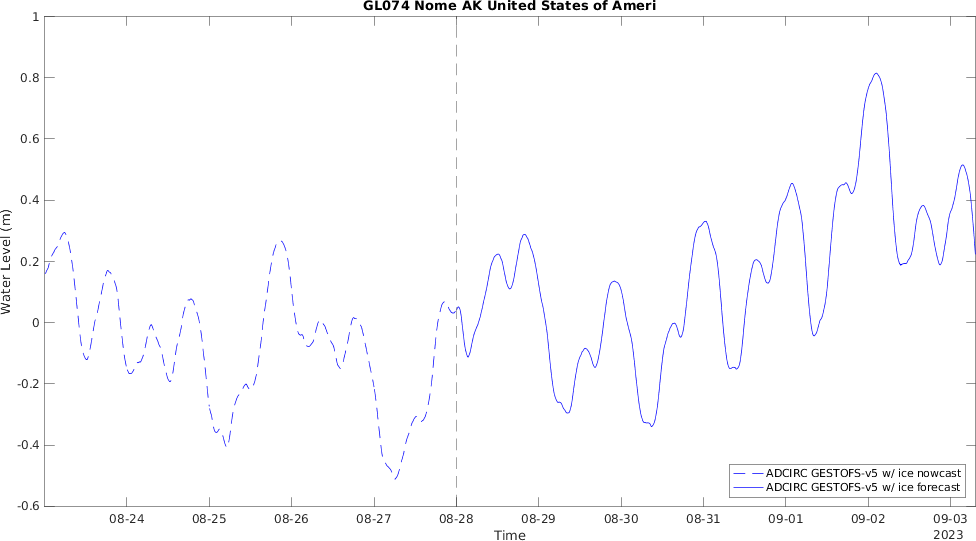 GL074 Nome AK United States of Ameri
1
0.8
0.6
0.4
0.2
0
-0.2
-0.4
-0.6
Water Level (m)
ADCIRC GESTOFS-v5 w/ ice nowcast
ADCIRC GESTOFS-v5 w/ ice forecast
08-24 08-25 08-26 08-27 08-28 08-29 08-30 08-31 09-01 09-02 09-03
Time
2023